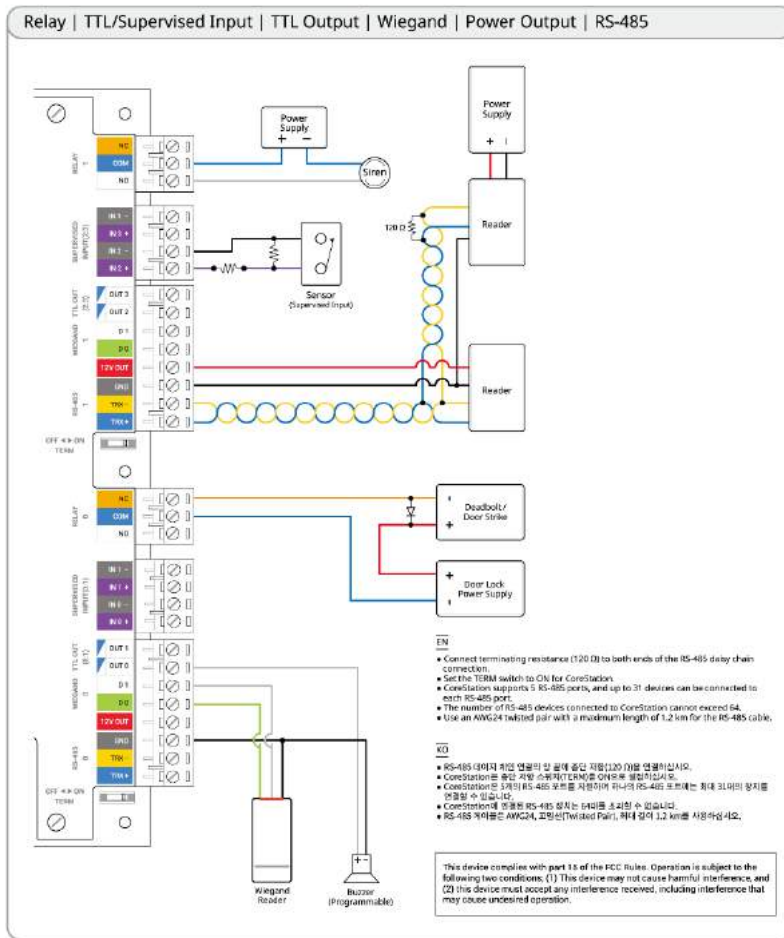 Relay | TTL/Supervised Input | TTL Output | Wiegand | Power Output | RS-485
Power
Supply
+ −
Siren
Power
Supply
+ −
Reader
120 Ω
Sensor
(Supervised Input)
Reader
RELAY
1
NC
COM
NO
SUPERVISED
INPUT(2:3)
IN 3 -
IN 3 +
IN 2 -
IN 2 +
TTL OUT
(2:3)
OUT 3
OUT 2
WIEGAND
1
D 1
D 0
12V OUT
GND
RS-485
1
TRX -
TRX+
OFF ◄► ON
TERM
RELAY
0
NC
COM
NO
Deadbolt /
Door Strike
-
+
Door Lock
Power Supply
+
-
SUPERVISED
INPUT(0:1)
IN 1 -
IN 1 +
IN 0 -
IN 0 +
TTL OUT
(0:1)
OUT 1
OUT 0
WIEGAND
0
D 1
D 0
12V OUT
GND
RS-485
0
TRX -
TRX+
OFF ◄► ON
TERM
Wiegand
Reader
+ -
Buzzer
(Programmable)
EN
• Connect terminating resistance (120 Ω) to both ends of the RS-485 daisy chain
connection.
• Set the TERM switch to ON for CoreStation.
• CoreStation supports 5 RS-485 ports, and up to 31 devices can be connected to
each RS-485 port.
• The number of RS-485 devices connected to CoreStation cannot exceed 64.
• Use an AWG24 twisted pair with a maximum length of 1.2 km for the RS-485 cable.
KO
• RS-485 데이지 체인 연결의 양 끝에 종단 저항(120 Ω)을 연결하십시오.
• CoreStation은 종단 저항 스위치(TERM)를 ON으로 설정하십시오.
• CoreStation은 5개의 RS-485 포트를 지원하며 하나의 RS-485 포트에는 최대 31대의 장치를
연결할 수 있습니다.
• CoreStation에 연결된 RS-485 장치는 64대를 초과할 수 없습니다.
• RS-485 케이블은 AWG24, 꼬임선(Twisted Pair), 최대 길이 1.2 km를 사용하십시오.
This device complies with part 15 of the FCC Rules. Operation is subject to the
following two conditions: (1) This device may not cause harmful interference, and
(2) this device must accept any interference received, including interference that
may cause undesired operation.